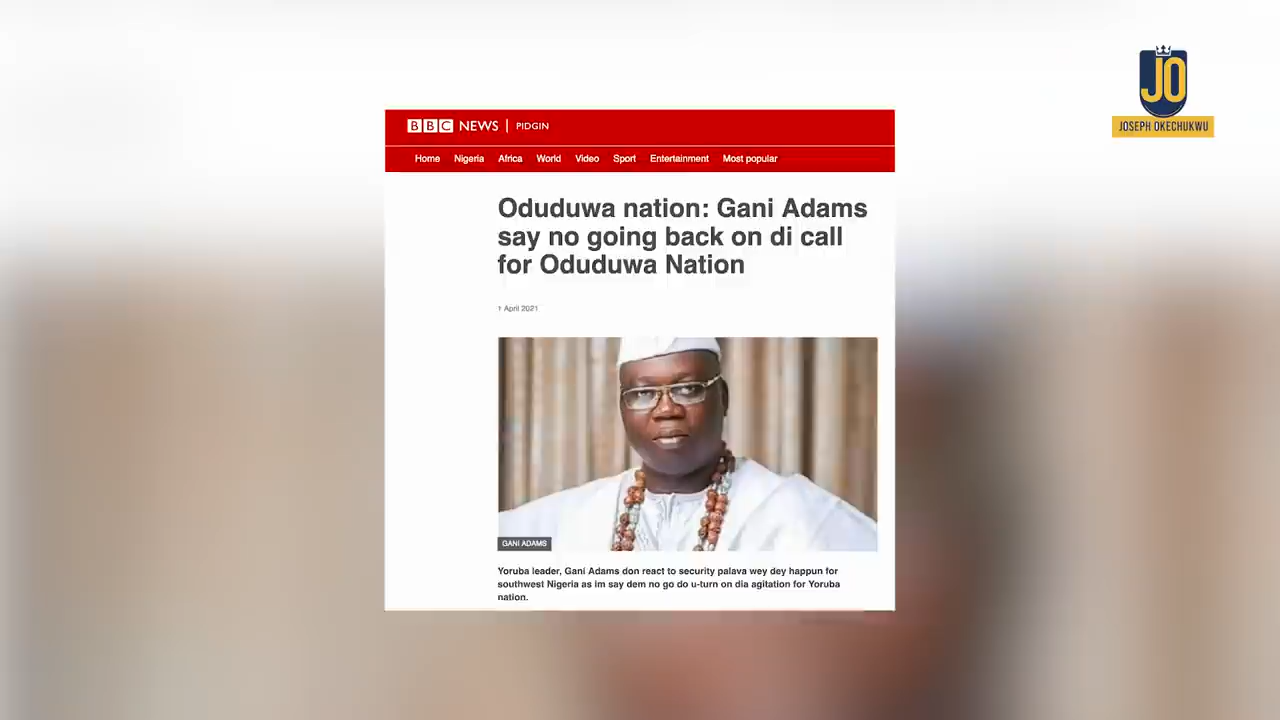 JO
JOSEPH OKECHUKWU
BBC NEWS | PIDGIN
Home Nigeria Africa World Video Sport Entertainment Most popular
Oduduwa nation: Gani Adams
say no going back on di call
for Oduduwa Nation
1 April 2021
GANI ADAMS
Yoruba leader, Gani Adams don react to security palava wey dey happun for
southwest Nigeria as im say dem no go do u-turn on dia agitation for Yoruba
nation.